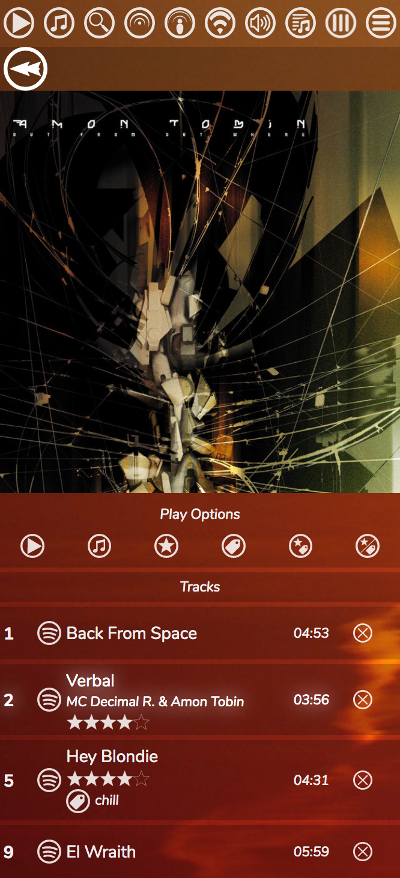 AMON TOBIN
OUT FROM OUT WHERE
Play Options
Tracks
1 Back From Space 04:53
Verbal
2 MC Decimal R. & Amon Tobin 03:56
Hey Blondie
5 04:31
chill
9 El Wraith 05:59